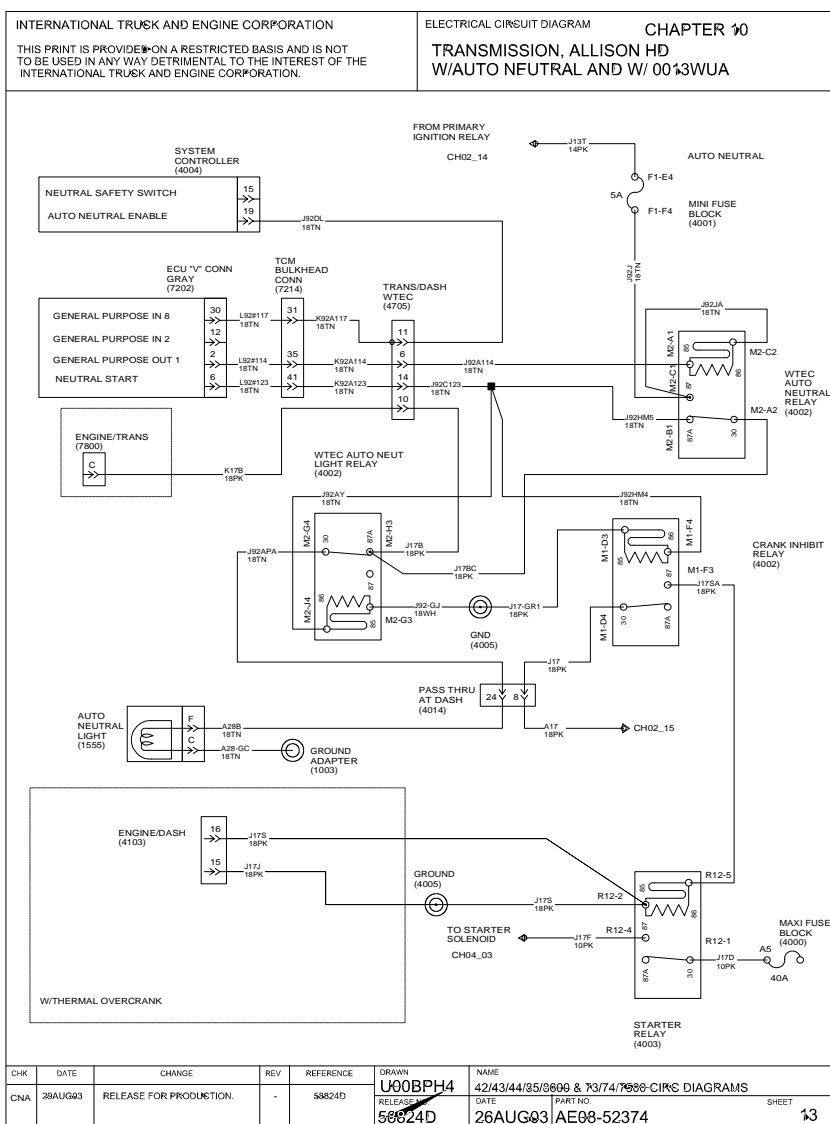 INTERNATIONAL TRUCK AND ENGINE CORPORATION
THIS PRINT IS PROVIDED ON A RESTRICTED BASIS AND IS NOT
TO BE USED IN ANY WAY DETRIMENTAL TO THE INTEREST OF THE
INTERNATIONAL TRUCK AND ENGINE CORPORATION.
ELECTRICAL CIRCUIT DIAGRAM
CHAPTER 10
TRANSMISSION, ALLISON HD
W/AUTO NEUTRAL AND W/ 0013WUA
FROM PRIMARY
IGNITION RELAY
CH02_14
J13T
14PK
AUTO NEUTRAL
F1-E4
5A
F1-F4
MINI FUSE
BLOCK
(4001)
SYSTEM
CONTROLLER
(4004)
NEUTRAL SAFETY SWITCH
15
AUTO NEUTRAL ENABLE
19
J92DL
18TN
J92J
18TN
ECU "V" CONN
GRAY
(7202)
TCM
BULKHEAD
CONN
(7214)
TRANS/DASH
WTEC
(4705)
GENERAL PURPOSE IN 8
30
L92#117
18TN
31
K92A117
18TN
11
GENERAL PURPOSE IN 2
12
GENERAL PURPOSE OUT 1
2
L92#114
18TN
35
K92A114
18TN
6
J92A114
18TN
NEUTRAL START
6
L92#123
18TN
41
K92A123
18TN
14
J92C123
18TN
10
J92JA
18TN
M2-A1
85
M2-C2
86
M2-C1
87
M2-A2
M2-B1
87A
30
J92HM5
18TN
WTEC
AUTO
NEUTRAL
RELAY
(4002)
ENGINE/TRANS
(7800)
C
K17B
18PK
WTEC AUTO NEUT
LIGHT RELAY
(4002)
J92AY
18TN
J92HM4
18TN
M2-G4
30
87A
M2-H3
J92APA
18TN
J17B
18PK
J17BC
18PK
87
M2-J4
86
85
M2-G3
J92-GJ
18WH
J17-GR1
18PK
GND
(4005)
M1-D3
86
M1-F4
85
87
M1-F3
J17SA
18PK
M1-D4
30
87A
CRANK INHIBIT
RELAY
(4002)
J17
18PK
PASS THRU
AT DASH
(4014)
24
8
AUTO
NEUTRAL
LIGHT
(1555)
F
C
A28B
18TN
A28-GC
18TN
GROUND
ADAPTER
(1003)
A17
18PK
CH02_15
ENGINE/DASH
(4103)
16
J17S
18PK
15
J17J
18PK
GROUND
(4005)
J17S
18PK
R12-2
85
R12-5
86
TO STARTER
SOLENOID
CH04_03
J17F
10PK
R12-4
87
R12-1
87A
30
J17D
10PK
A5
40A
MAXI FUSE
BLOCK
(4000)
STARTER
RELAY
(4003)
W/THERMAL OVERCRANK
CHK
DATE
CHANGE
REV
REFERENCE
DRAWN
NAME
CNA
29AUG03
RELEASE FOR PRODUCTION.
-
58824D
U00BPH4
42/43/44/85/8600 & 73/74/7500 CIRC DIAGRAMS
RELEASE NO.
58824D
DATE
26AUG03
PART NO.
AE08-52374
SHEET
13